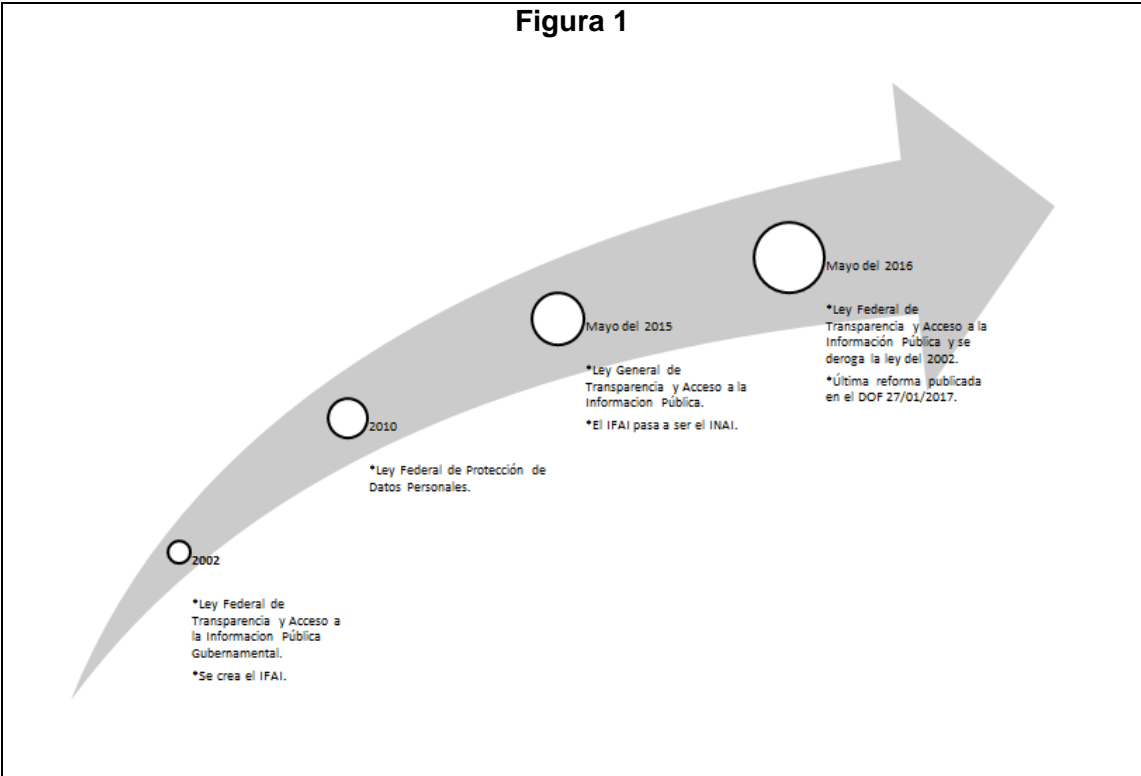 Figura 1
Mayo del 2016
*Ley Federal de
Transparencia y Acceso a la
Información Pública y se
deroga la ley del 2002.
*Última reforma publicada
en el DOF 27/01/2017.
Mayo del 2015
*Ley General de
Transparencia y Acceso a la
Informacion Pública.
*El IFAI pasa a ser el INAI.
2010
*Ley Federal de Protección de
Datos Personales.
2002
*Ley Federal de
Transparencia y Acceso a
la Informacion Pública
Gubernamental.
*Se crea el IFAI.